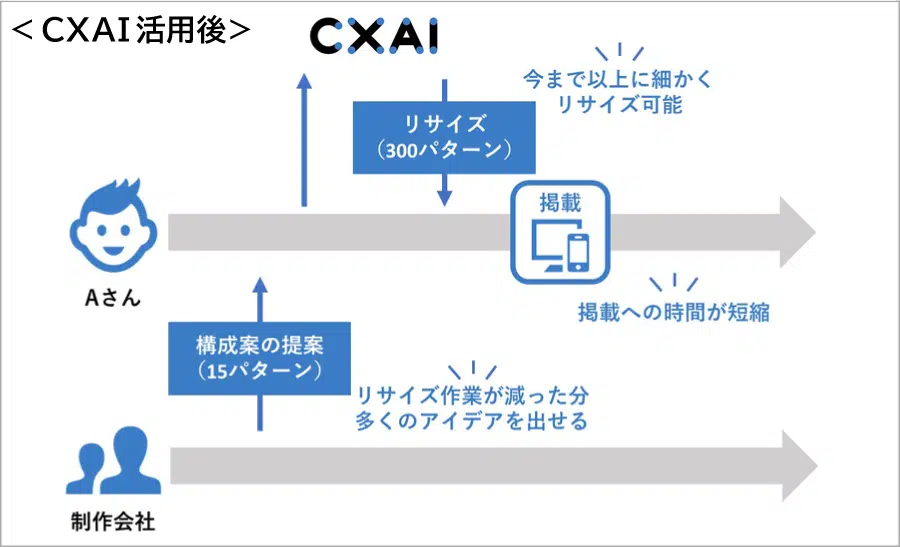 ＜CXAI活用後＞
CXAI
今まで以上に細かく
リサイズ可能
リサイズ
（300パターン）
掲載
Aさん
掲載への時間が短縮
構成案の提案
（15パターン）
リサイズ作業が減った分
多くのアイデアを出せる
制作会社